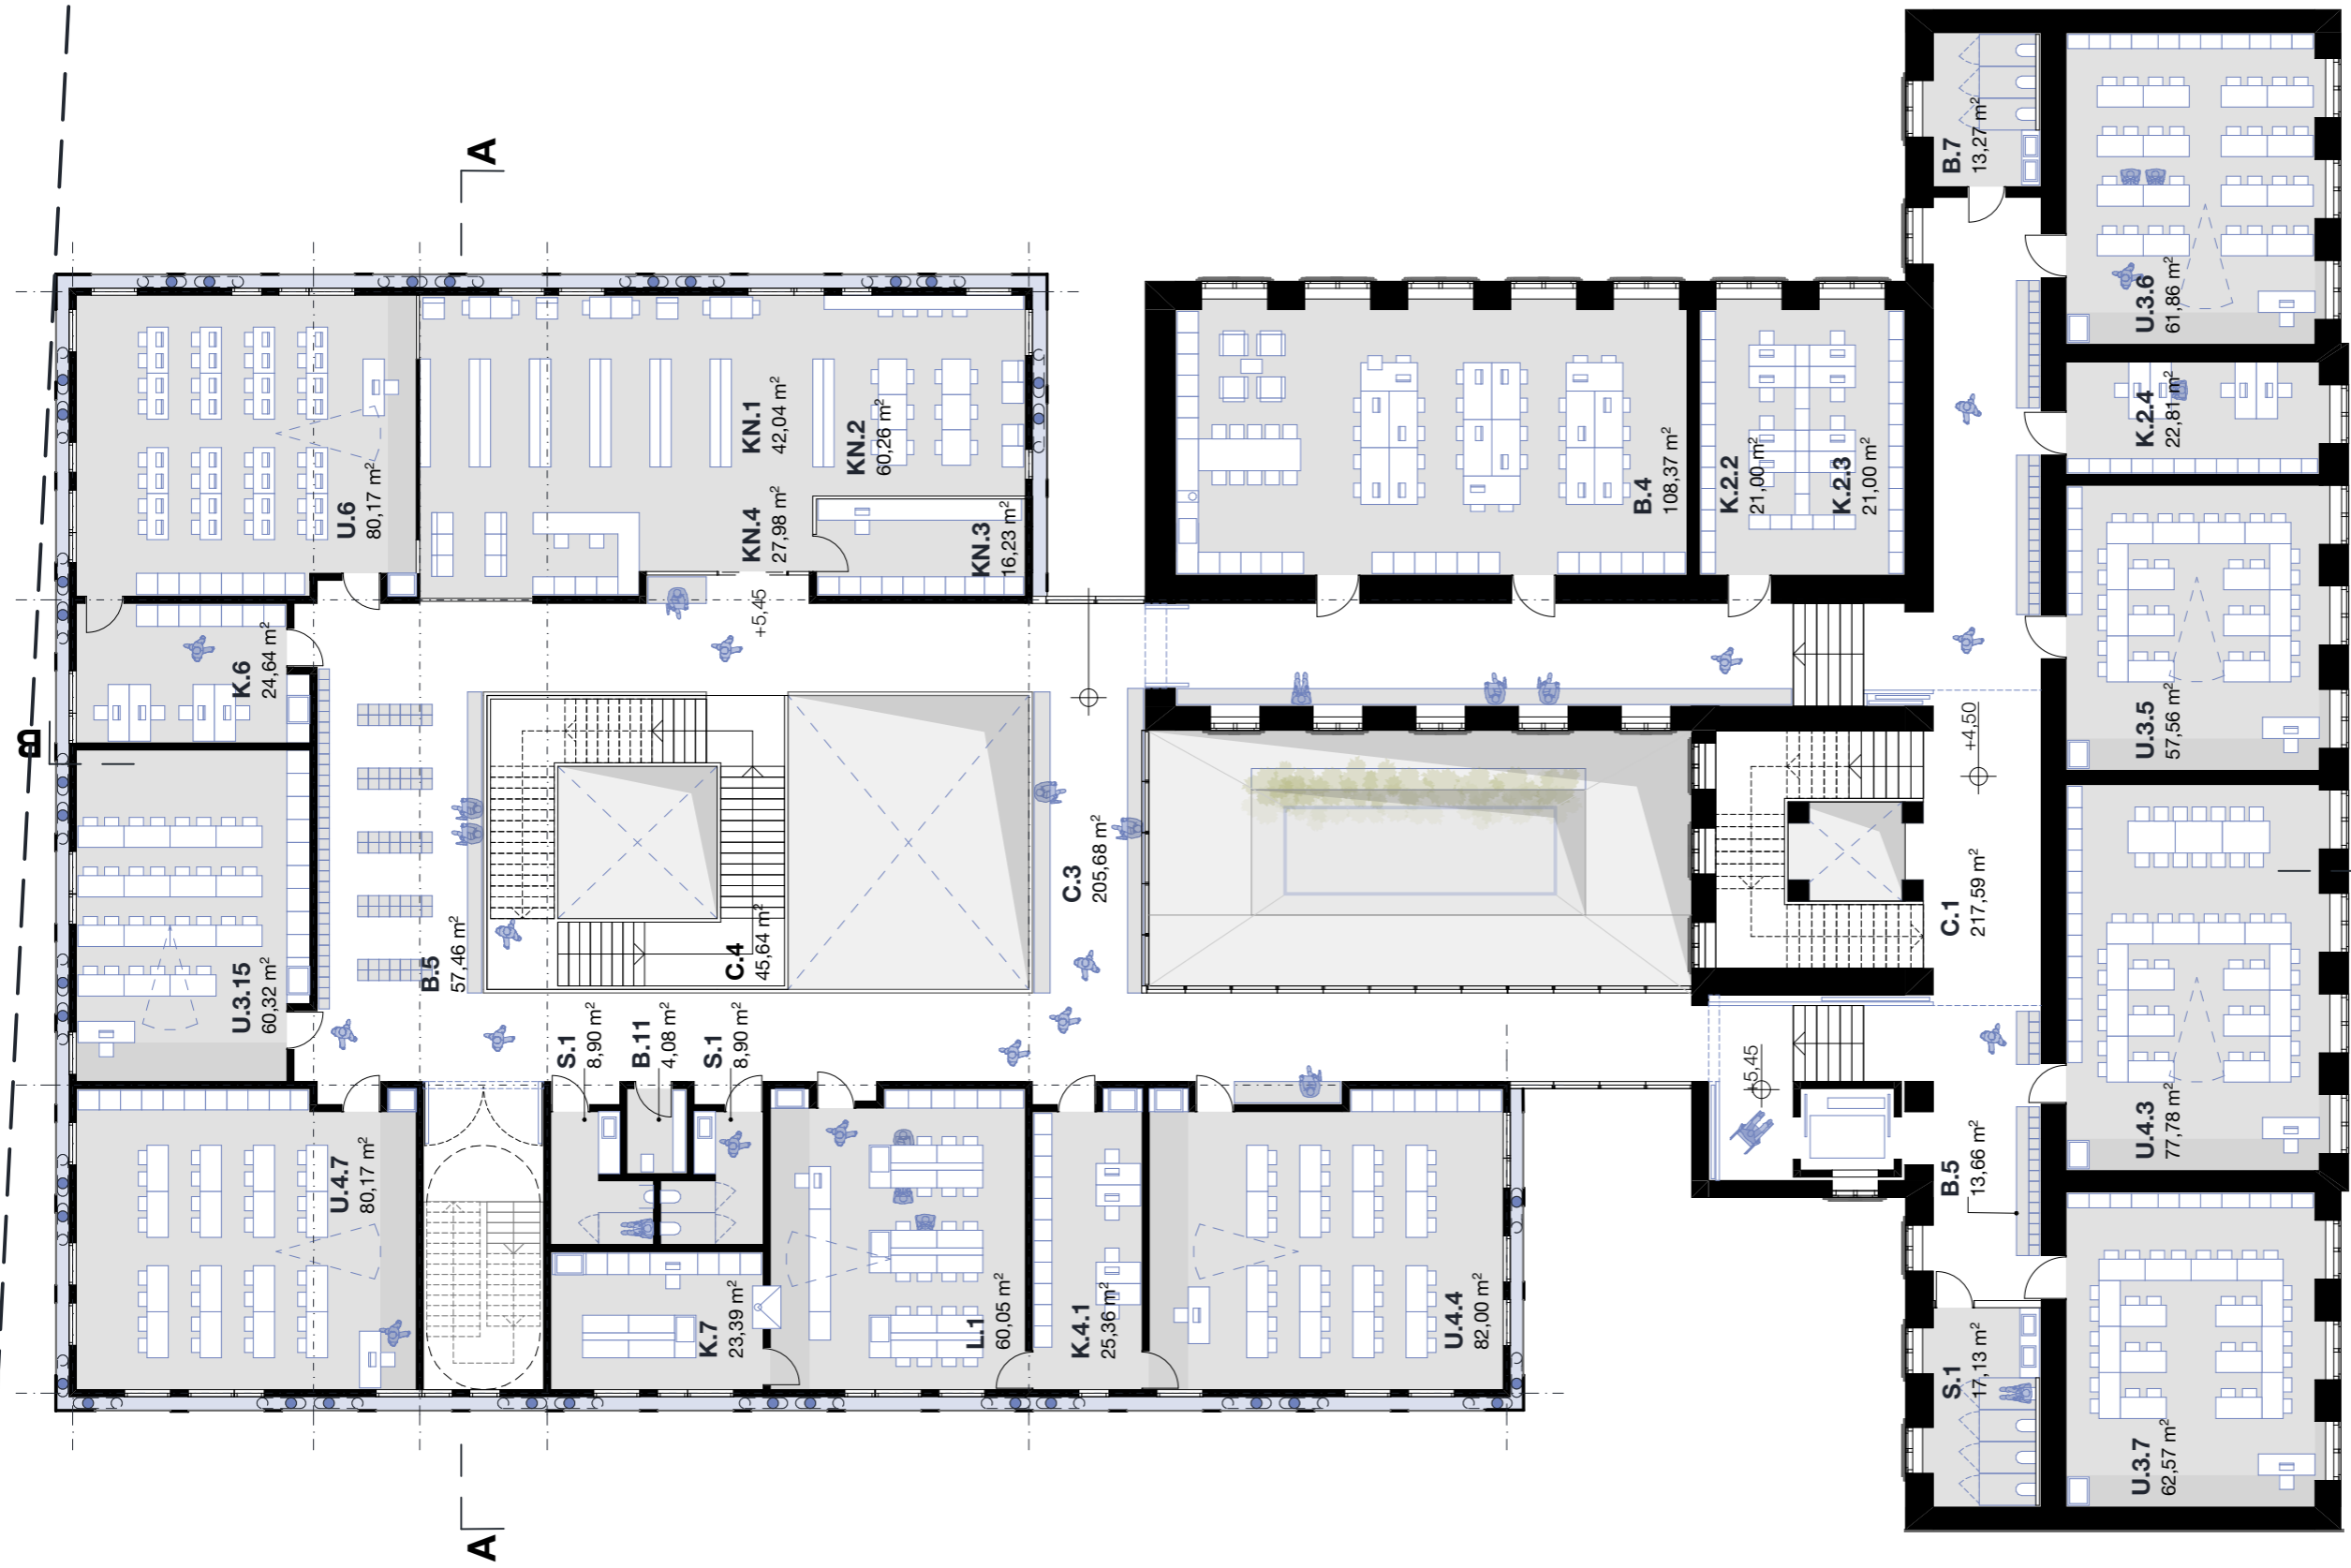 A
B
U.6
80,17 m²
KN.1
42,04 m²
KN.2
60,26 m²
KN.4
27,98 m²
KN.3
16,23 m²
+5,45
K.6
24,64 m²
U.3.15
60,32 m²
B.5
57,46 m²
C.4
45,64 m²
C.3
205,68 m²
S.1
8,90 m²
B.11
4,08 m²
S.1
8,90 m²
U.4.7
80,17 m²
K.7
23,39 m²
L.1
60,05 m²
K.4.1
25,36 m²
U.4.4
82,00 m²
A
B.4
108,37 m²
K.2.2
21,00 m²
K.2.3
21,00 m²
B.7
13,27 m²
U.3.6
61,86 m²
K.2.4
22,81 m²
U.3.5
57,56 m²
+4,50
C.1
217,59 m²
U.4.3
77,78 m²
+5,45
B.5
13,66 m²
S.1
17,13 m²
U.3.7
62,57 m²